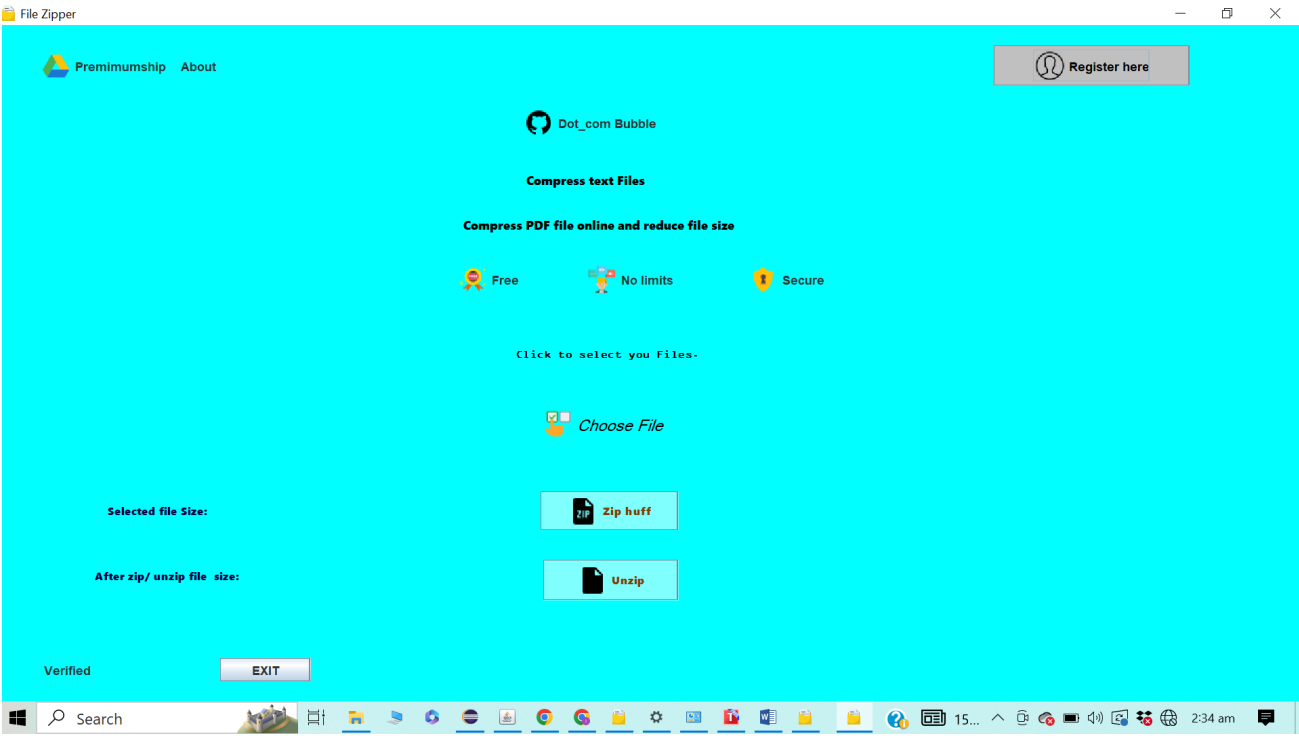 File Zipper
Premimumship About
Register here
Dot_com Bubble
Compress text Files
Compress PDF file online and reduce file size
Free
No limits
Secure
Click to select you Files.
Choose File
Selected file Size:
ZIP
Zip huff
After zip/ unzip file size:
Unzip
Verified
EXIT
Search
15...
2:34 am